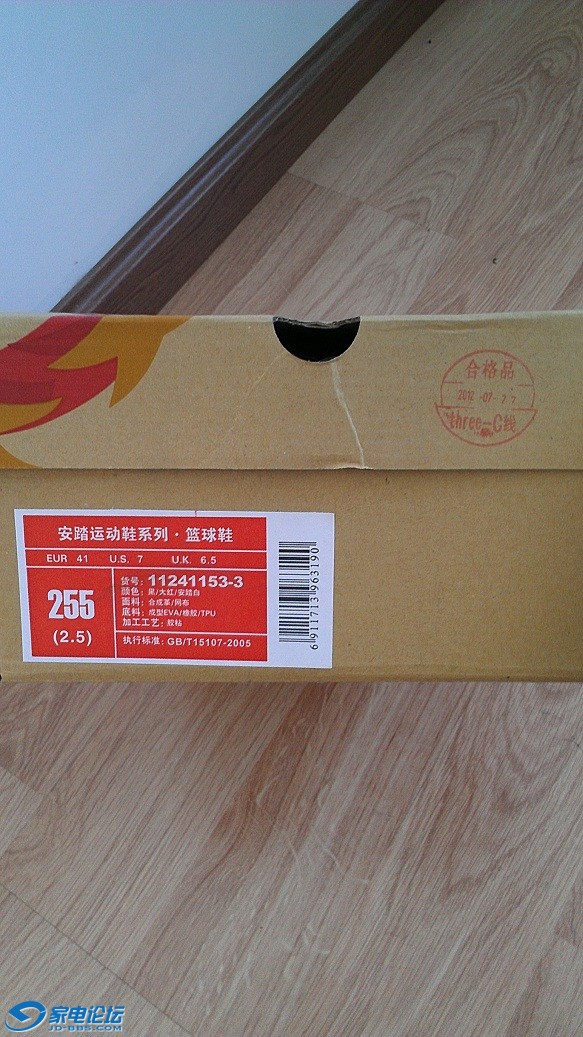 合格品
2012-07-22
three-C线
安踏运动鞋系列·篮球鞋
EUR 41 U.S. 7 U.K. 6.5
255
(2.5)
货号: 11241153-3
颜色: 黑/大红/安踏白
面料: 合成革/网布
底料: 成型EVA/橡胶/TPU
加工工艺: 胶粘
执行标准: GB/T15107-2005
6911713963190
家电论坛
JD-BBS.COM